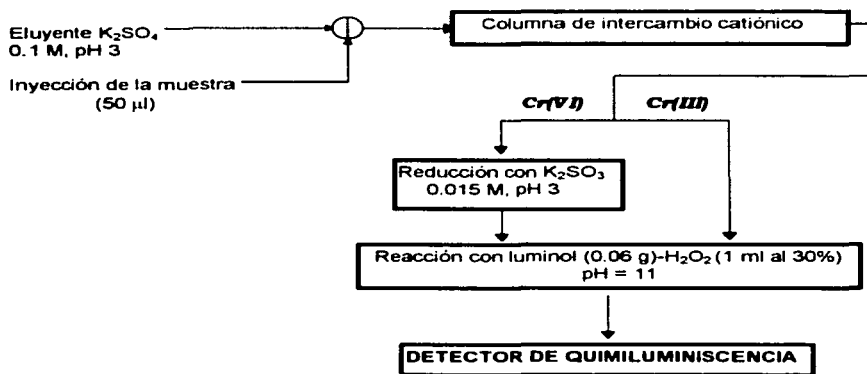 Eluyente K₂SO₄
0.1 M, pH 3
Columna de intercambio catiónico
Inyección de la muestra
(50 µl)
Cr(VI)
Cr(III)
Reducción con K₂SO₃
0.015 M, pH 3
Reacción con luminol (0.06 g)-H₂O₂ (1 ml al 30%)
pH = 11
DETECTOR DE QUIMILUMINISCENCIA